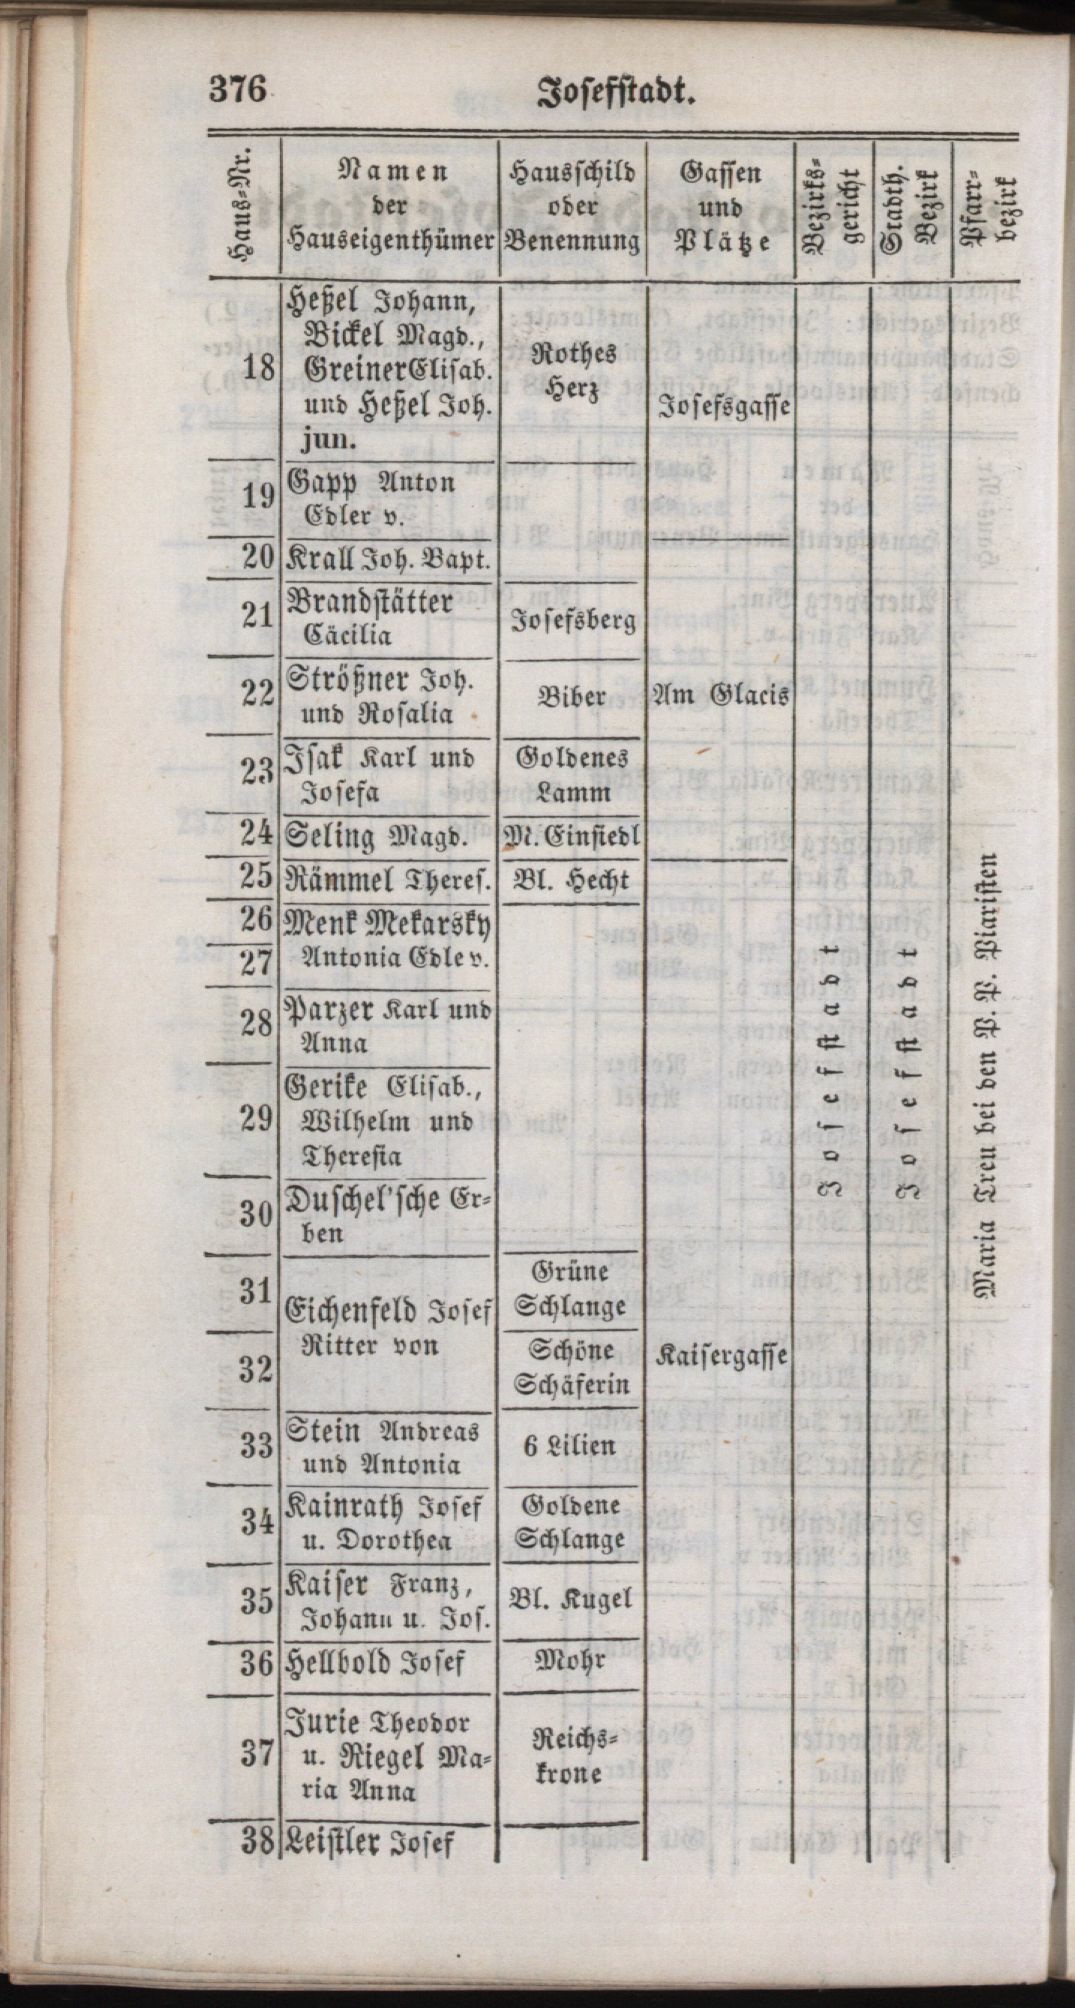 376
Josefstadt.
Haus-Nr.
Namen
der
Hauseigenthümer
Hausschild
oder
Benennung
Gassen
und
Plätze
Bezirks-
gericht
Stadth.
Bezirk
Pfarr-
bezirk
18
Heßel Johann,
Bickel Magd.,
Greiner Elisab.
und Heßel Joh.
jun.
Rothes
Herz
Josefsgasse
19
Gapp Anton
Edler v.
20 Krall Joh. Bapt.
21
Brandstätter
Cäcilia
Josefsberg
22
Strößner Joh.
und Rosalia
Biber
Am Glacis
23
Isak Karl und
Josefa
Goldenes
Lamm
24 Seling Magd.
M. Einsiedl
25 Rämmel Theres.
Bl. Hecht
26
27
Menk Mekarsky
Antonia Edle v.
28
Parzer Karl und
Anna
29
Gerike Elisab.,
Wilhelm und
Theresia
30
Duschel'sche Er-
ben
31
32
Eichenfeld Josef
Ritter von
Grüne
Schlange
Schöne
Schäferin
Kaisergasse
33
Stein Andreas
und Antonia
6 Lilien
34
Kainrath Josef
u. Dorothea
Goldene
Schlange
35
Kaiser Franz,
Johann u. Jos.
Bl. Kugel
36 Hellbold Josef
Mohr
37
Jurie Theodor
u. Riegel Ma-
ria Anna
Reichs-
krone
38 Leistler Josef
Josefstadt
Josefstadt
Maria Treu bei den P. P. Piaristen